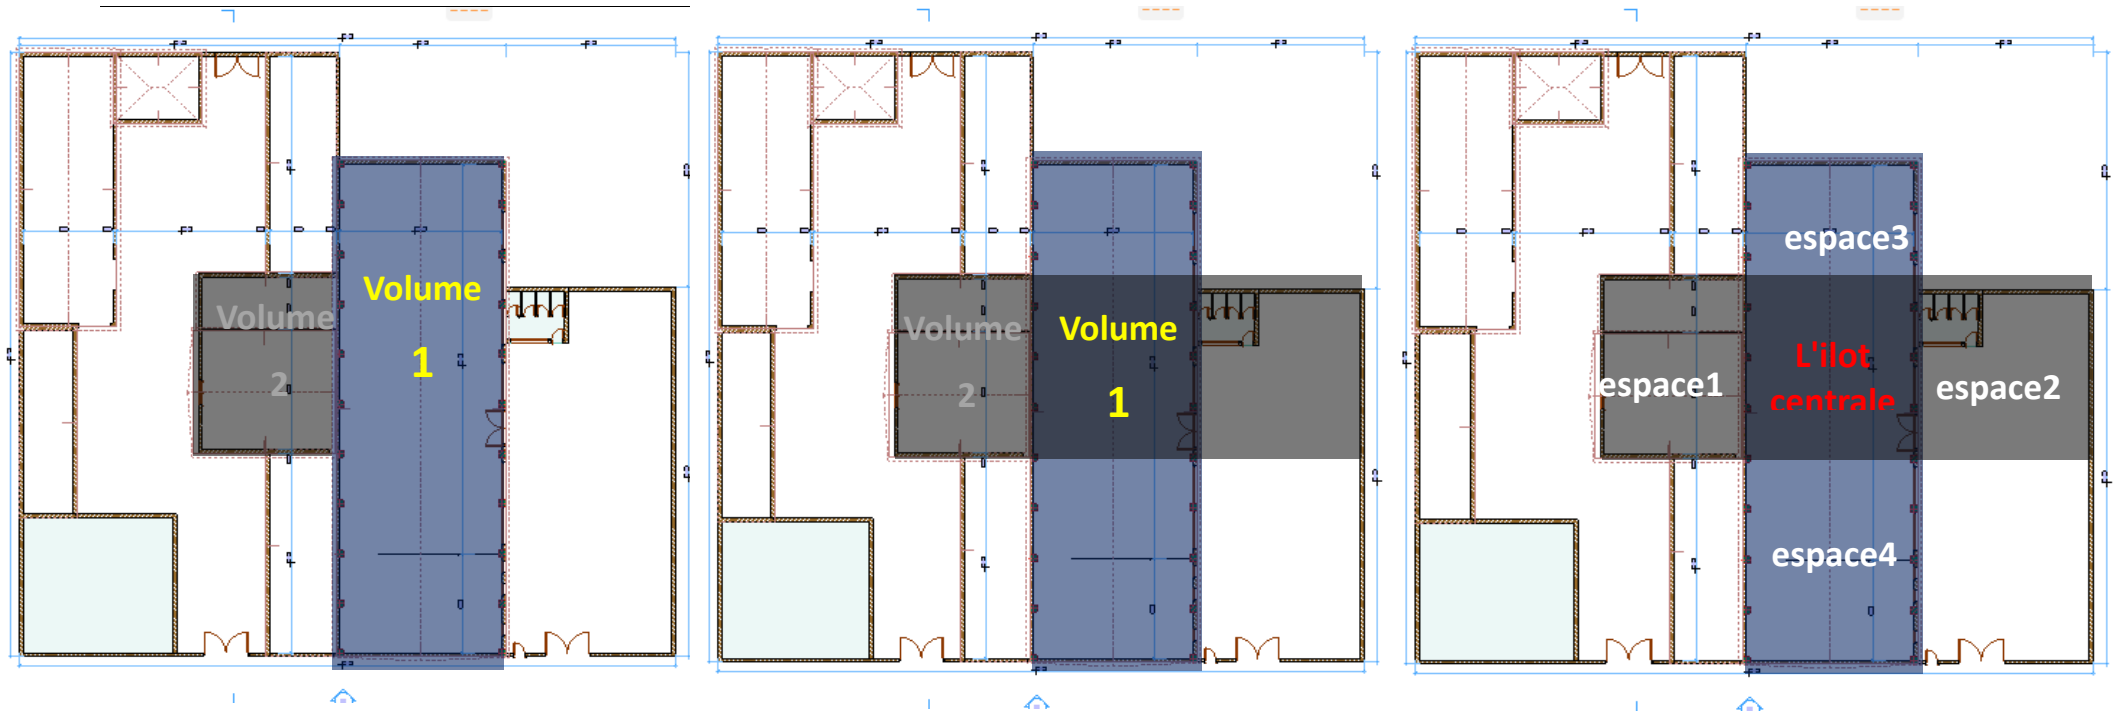 Volume
2
Volume
1
Volume
2
Volume
1
espace3
L'ilot
centrale
espace1
espace2
espace4